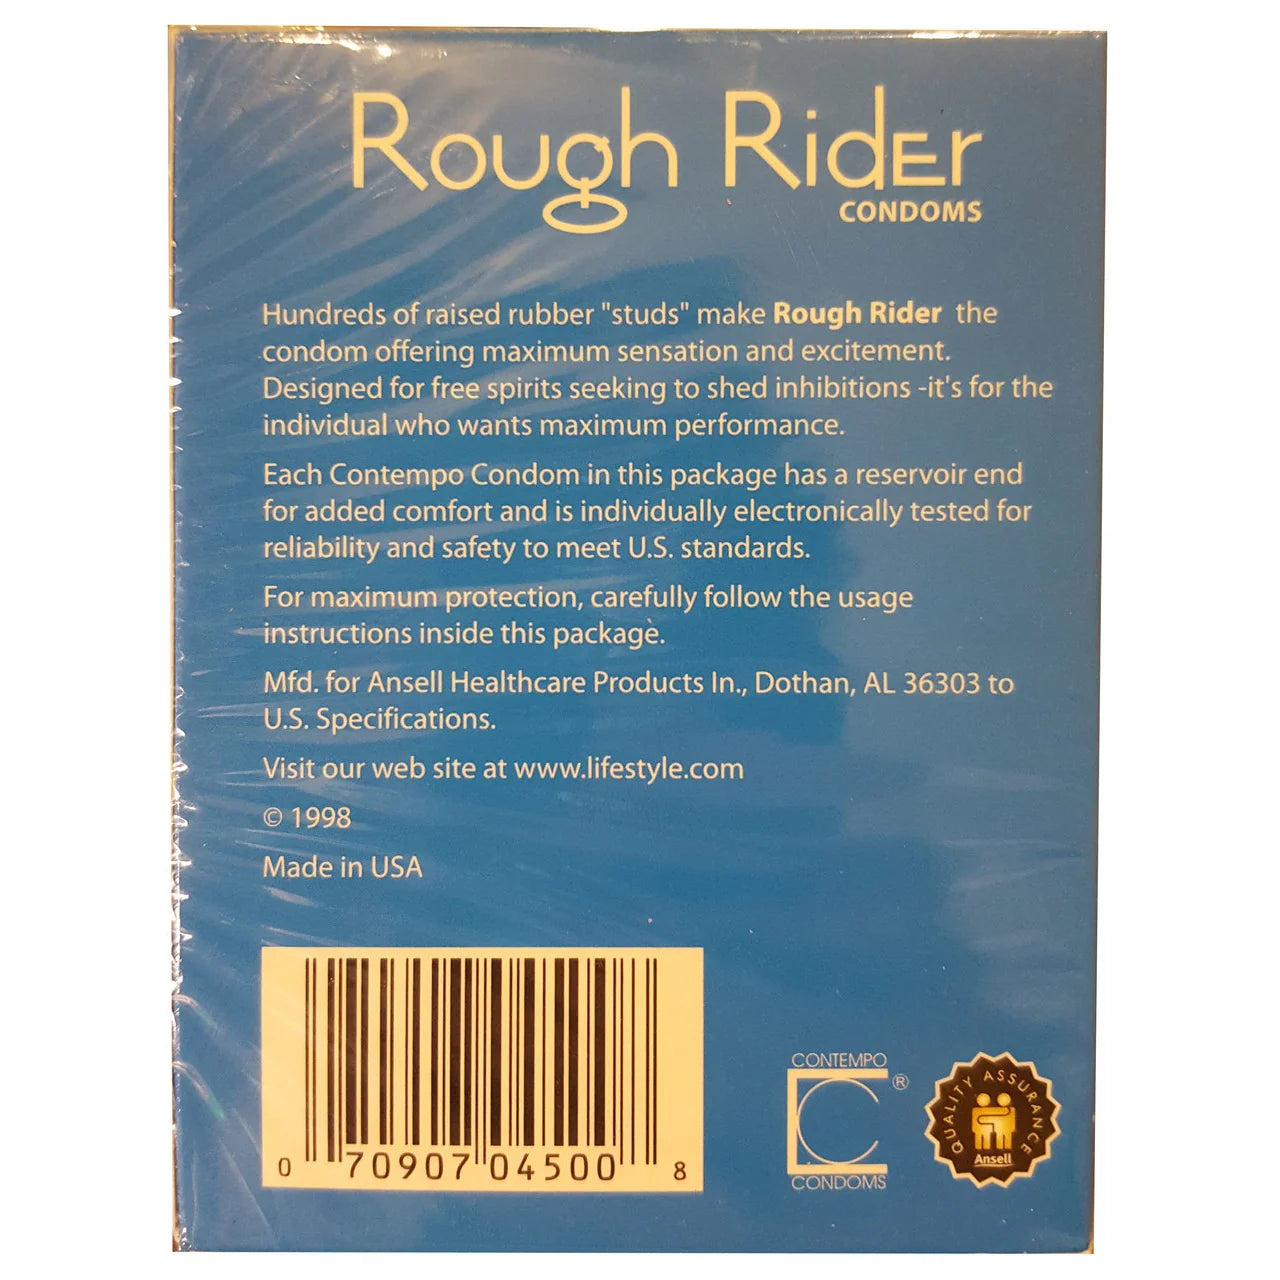 Rough Rider
CONDOMS
Hundreds of raised rubber "studs" make Rough Rider the
condom offering maximum sensation and excitement.
Designed for free spirits seeking to shed inhibitions -it's for the
individual who wants maximum performance.
Each Contempo Condom in this package has a reservoir end
for added comfort and is individually electronically tested for
reliability and safety to meet U.S. standards.
For maximum protection, carefully follow the usage
instructions inside this package.
Mfd. for Ansell Healthcare Products In., Dothan, AL 36303 to
U.S. Specifications.
Visit our web site at www.lifestyle.com
© 1998
Made in USA
0 70907 04500 8
CONTEMPO
C ®
CONDOMS
QUALITY ASSURANCE
Ansell